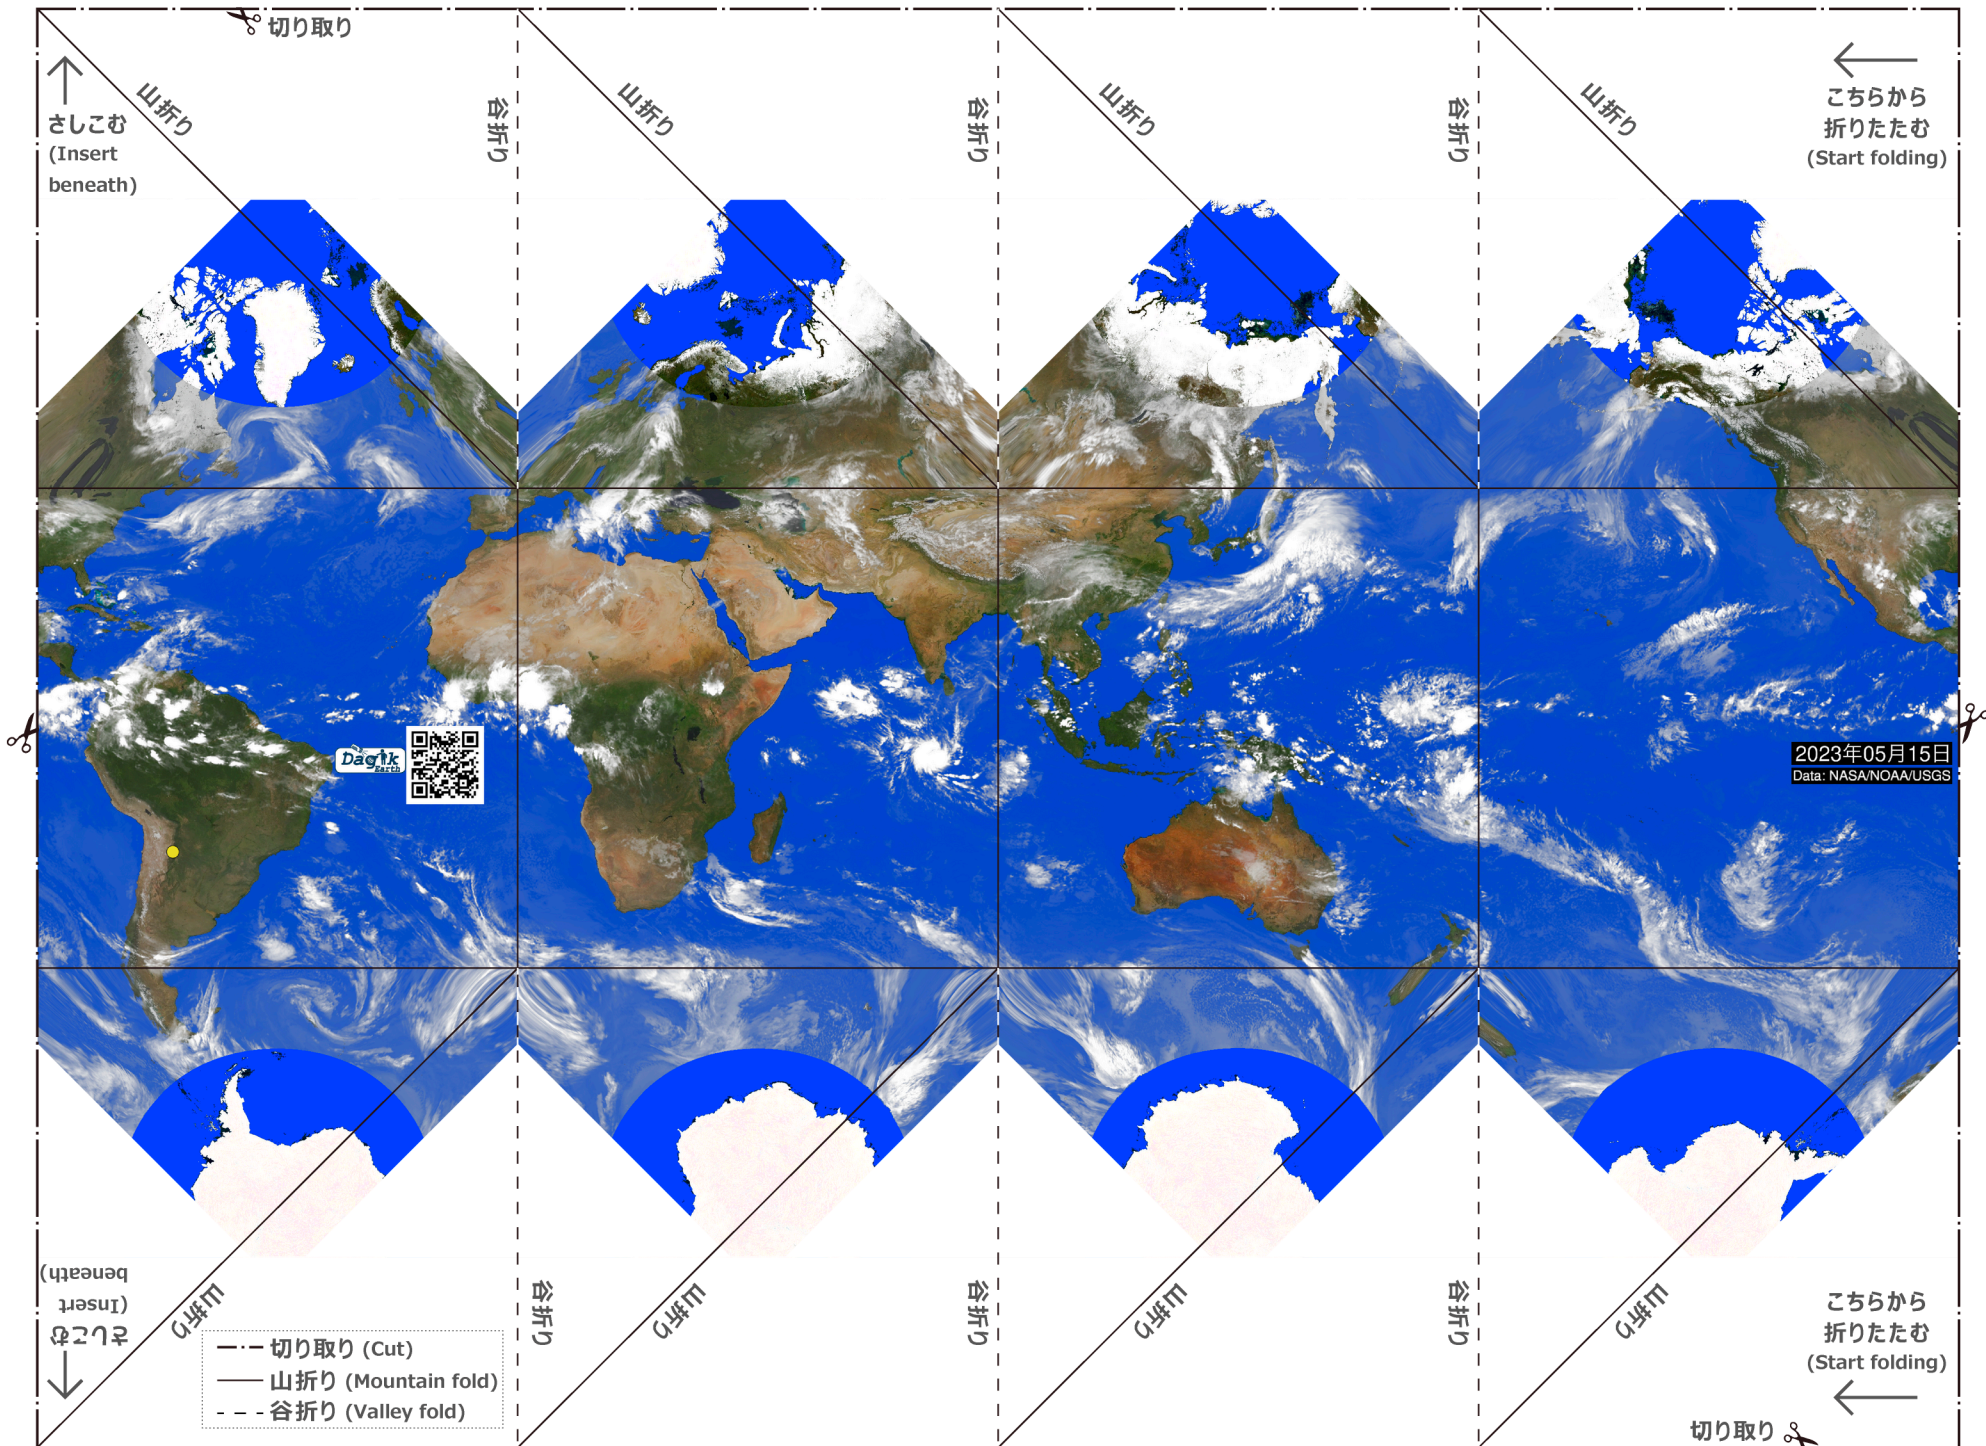 切り取り
さしこむ
(Insert
beneath)
山折り
谷折り
山折り
谷折り
山折り
谷折り
山折り
こちらから
折りたたむ
(Start folding)
Dagik
Earth
2023年05月15日
Data: NASA/NOAA/USGS
さしこむ
(Insert
beneath)
山折り
谷折り
山折り
谷折り
山折り
谷折り
山折り
こちらから
折りたたむ
(Start folding)
切り取り (Cut)
山折り (Mountain fold)
谷折り (Valley fold)
切り取り